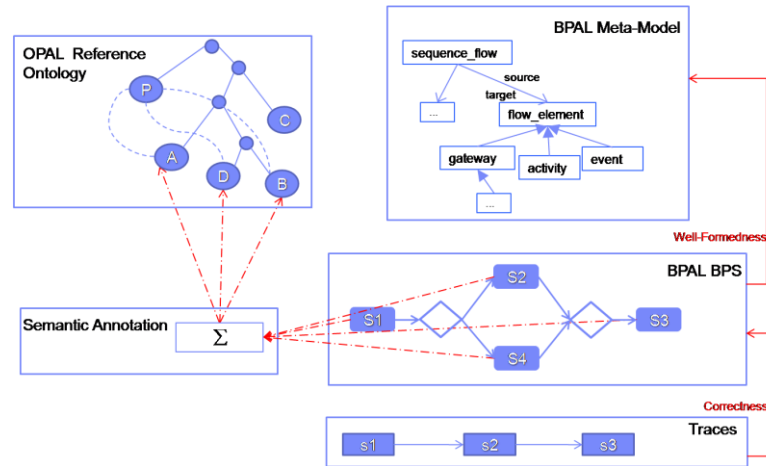 OPAL Reference
Ontology
P
C
A
D
B
BPAL Meta-Model
sequence_flow
source
target
...
flow_element
gateway
activity
event
...
Well-Formedness
BPAL BPS
S1
S2
S3
S4
Semantic Annotation
Σ
Correctness
Traces
s1
s2
s3